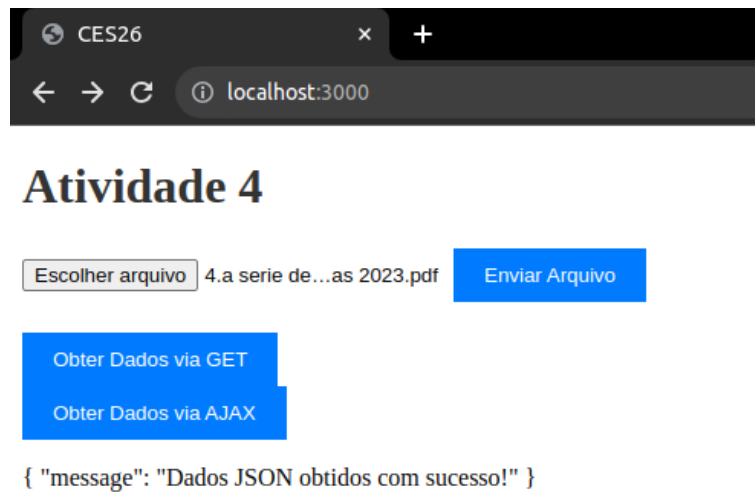 CES26
localhost:3000
Atividade 4
Escolher arquivo 4.a serie de…as 2023.pdf Enviar Arquivo
Obter Dados via GET
Obter Dados via AJAX
{ "message": "Dados JSON obtidos com sucesso!" }